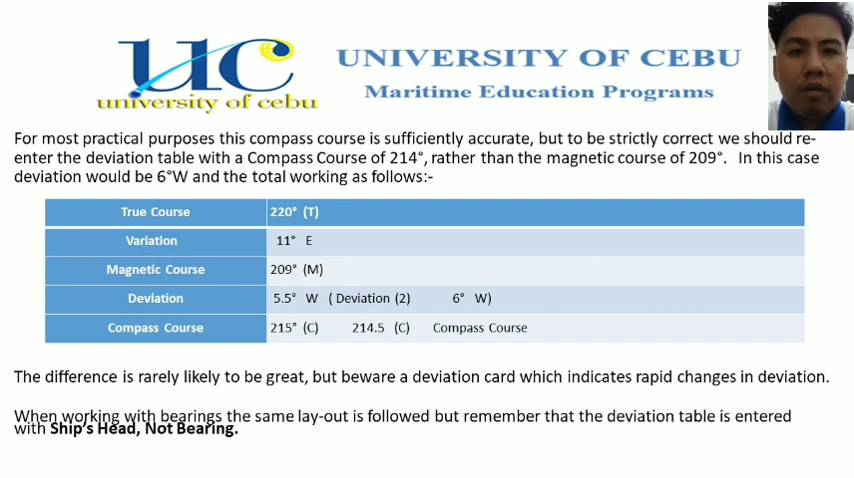 UC
university of cebu
UNIVERSITY OF CEBU
Maritime Education Programs
For most practical purposes this compass course is sufficiently accurate, but to be strictly correct we should re-
enter the deviation table with a Compass Course of 214°, rather than the magnetic course of 209°. In this case
deviation would be 6°W and the total working as follows:-
True Course 220° (T)
Variation 11° E
Magnetic Course 209° (M)
Deviation 5.5° W ( Deviation (2) 6° W)
Compass Course 215° (C) 214.5 (C) Compass Course
The difference is rarely likely to be great, but beware a deviation card which indicates rapid changes in deviation.
When working with bearings the same lay-out is followed but remember that the deviation table is entered
with Ship's Head, Not Bearing.